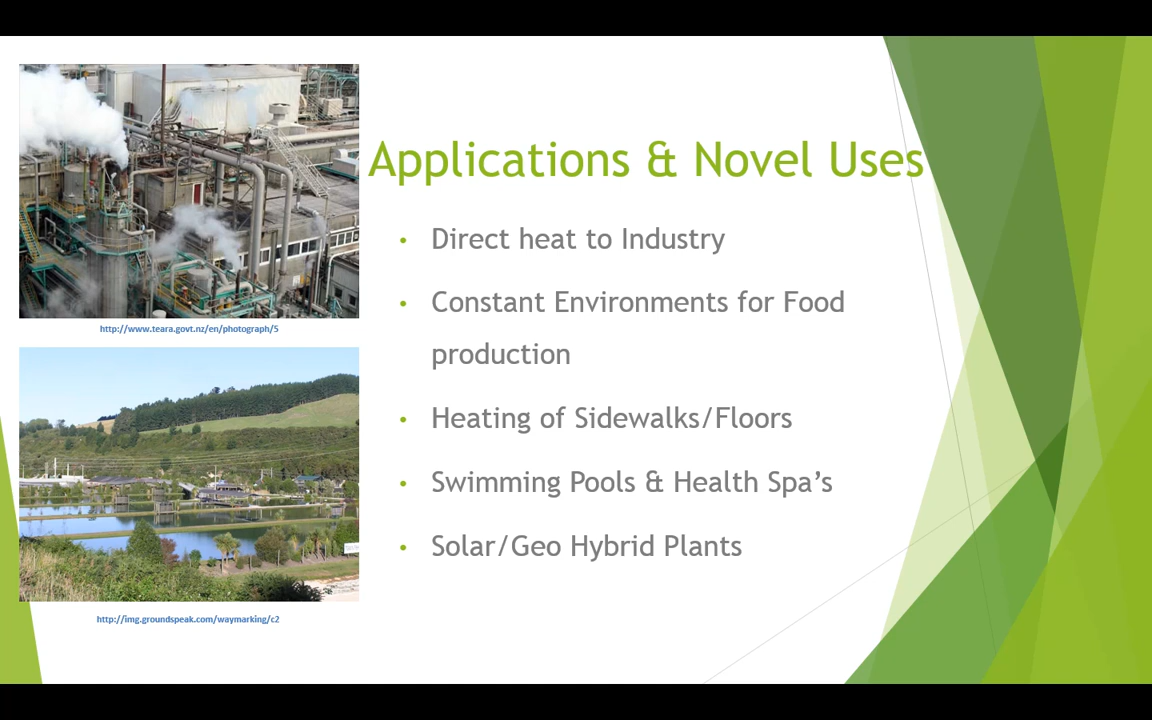 Applications & Novel Uses
• Direct heat to Industry
• Constant Environments for Food
production
• Heating of Sidewalks/Floors
• Swimming Pools & Health Spa’s
• Solar/Geo Hybrid Plants
http://www.teara.govt.nz/en/photograph/5
http://img.groundspeak.com/waymarking/c2